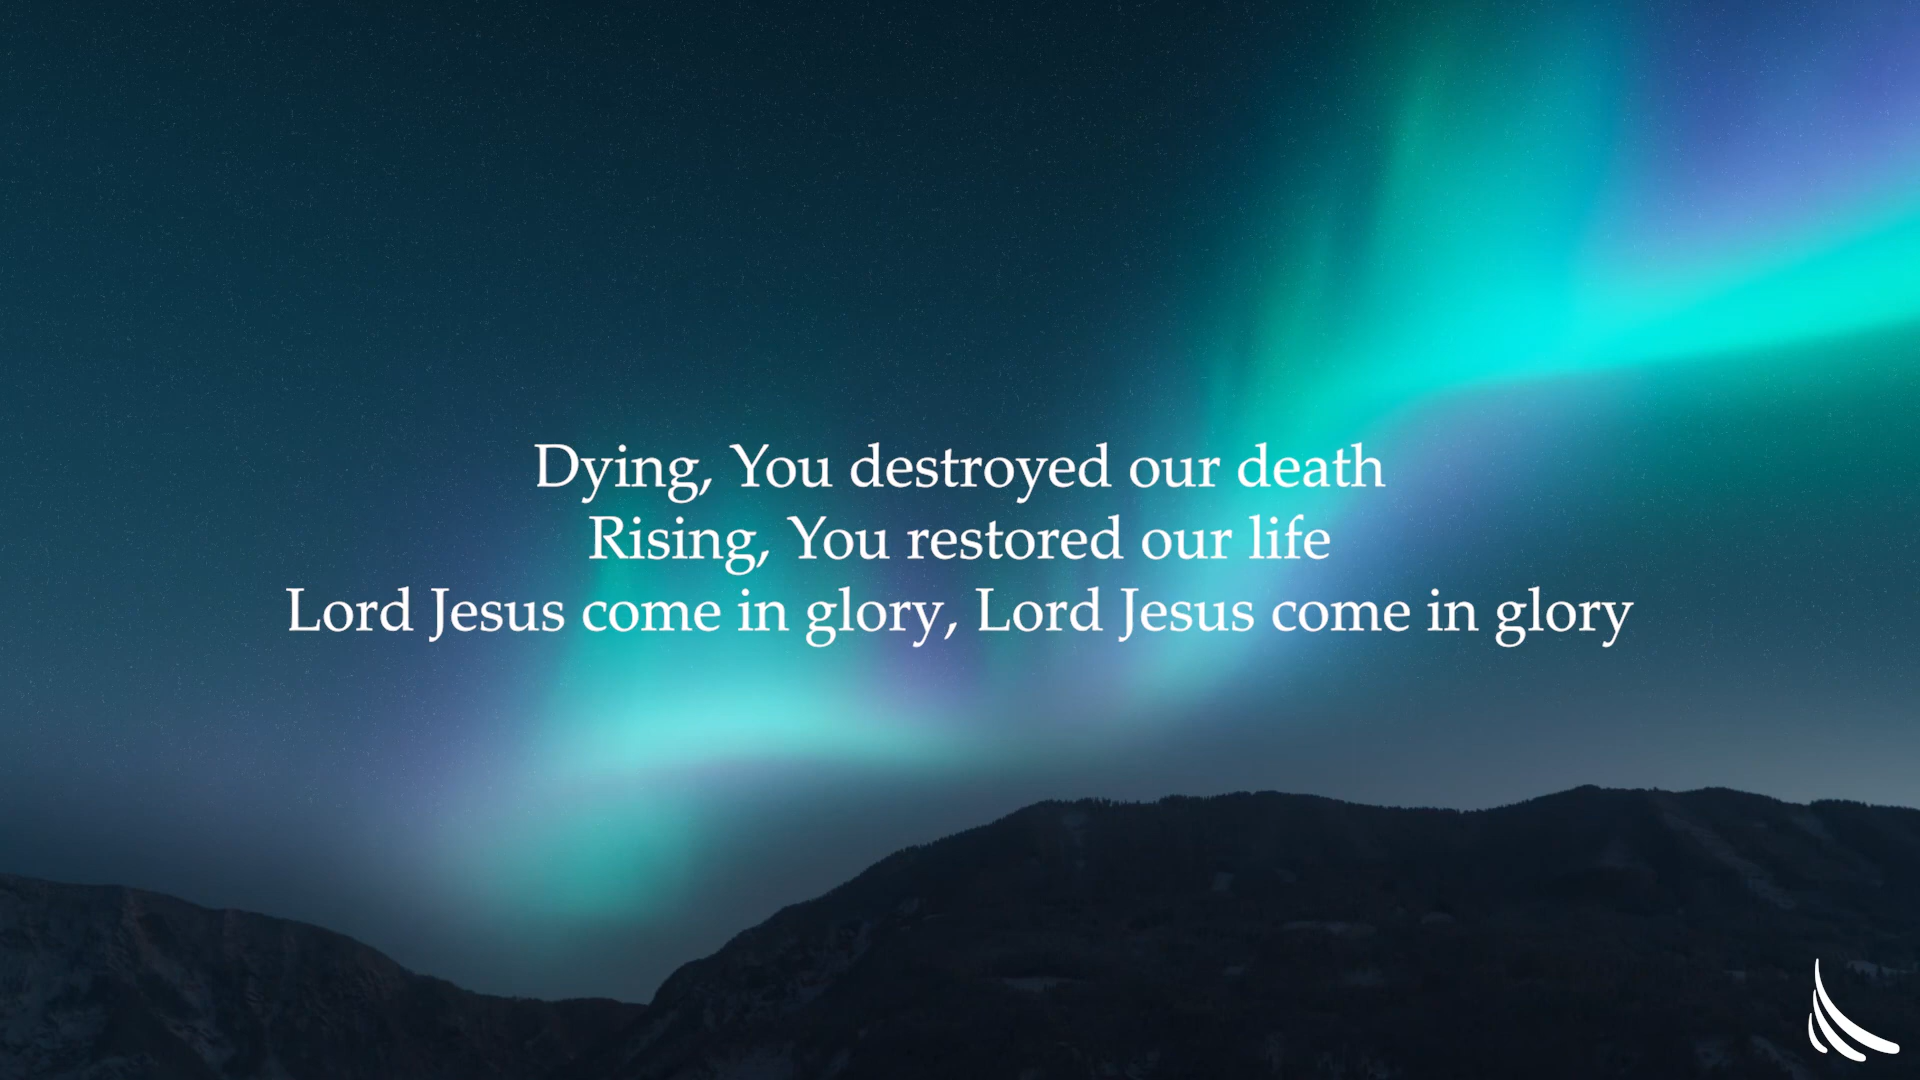 Dying, You destroyed our death
Rising, You restored our life
Lord Jesus come in glory, Lord Jesus come in glory